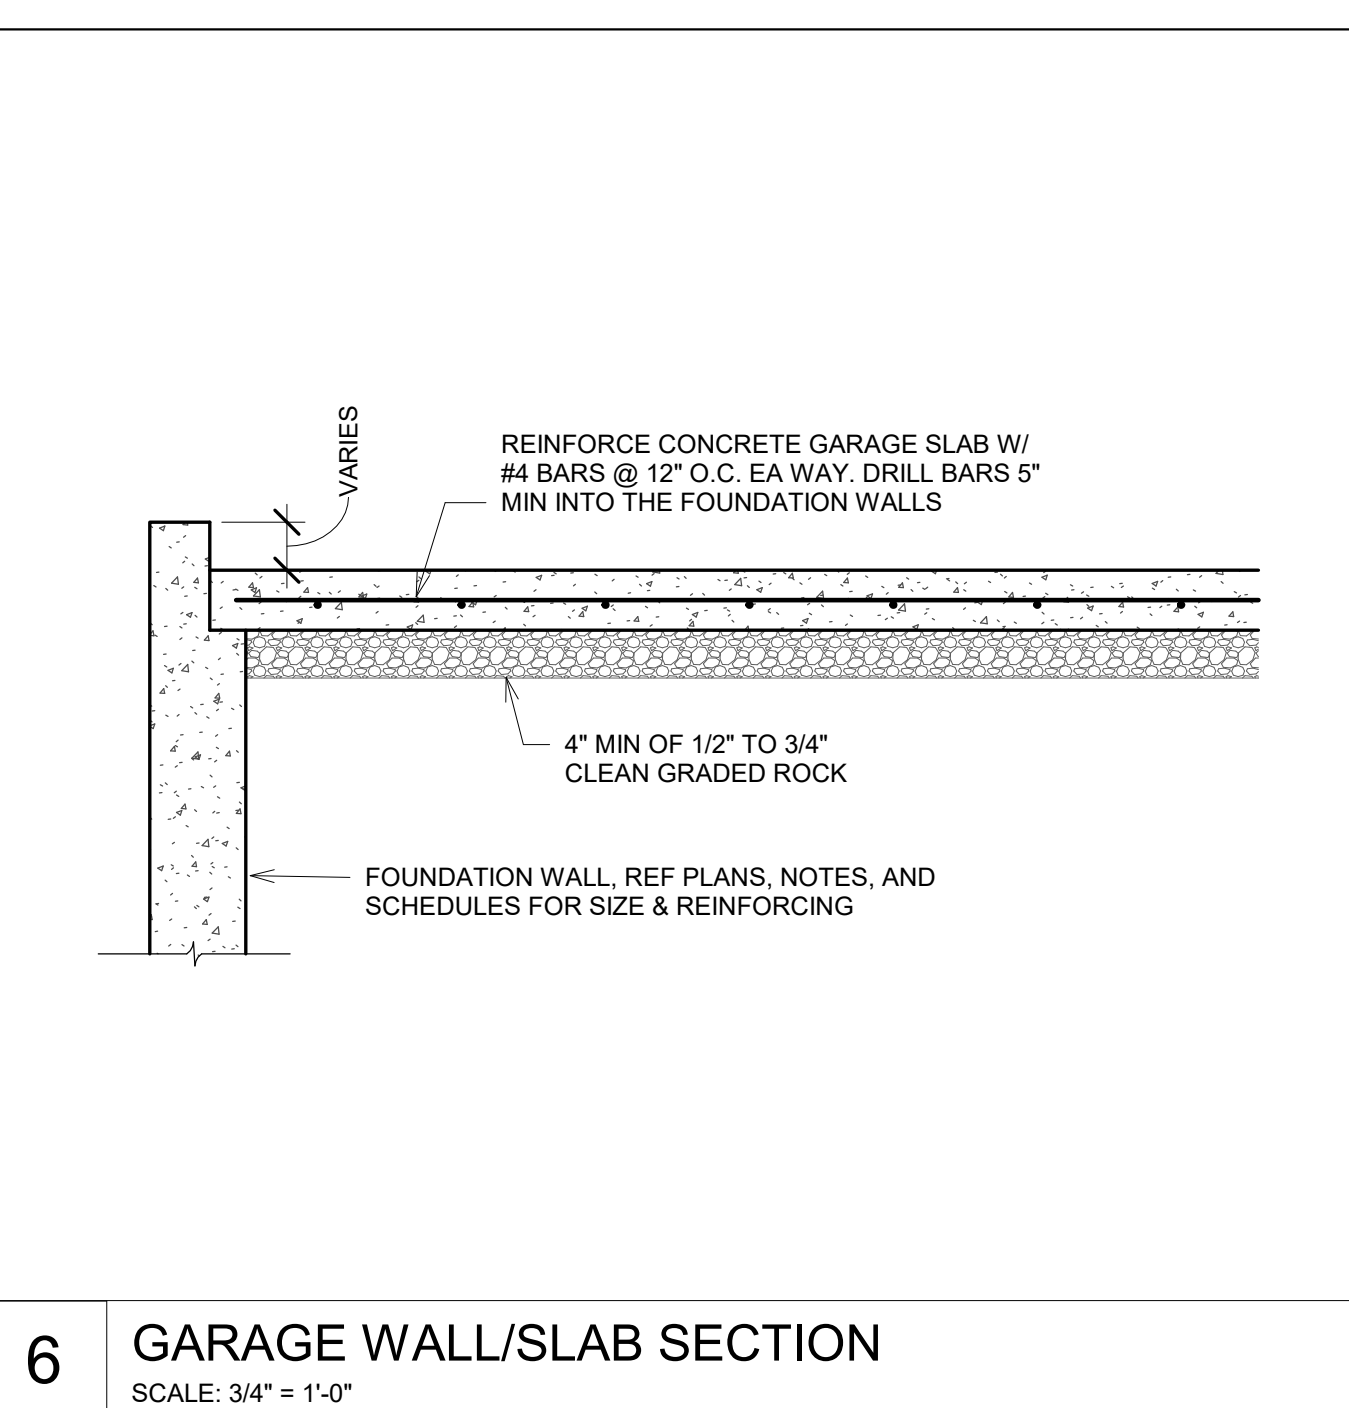 VARIES
REINFORCE CONCRETE GARAGE SLAB W/
#4 BARS @ 12" O.C. EA WAY. DRILL BARS 5"
MIN INTO THE FOUNDATION WALLS
4" MIN OF 1/2" TO 3/4"
CLEAN GRADED ROCK
FOUNDATION WALL, REF PLANS, NOTES, AND
SCHEDULES FOR SIZE & REINFORCING
6
GARAGE WALL/SLAB SECTION
SCALE: 3/4" = 1'-0"